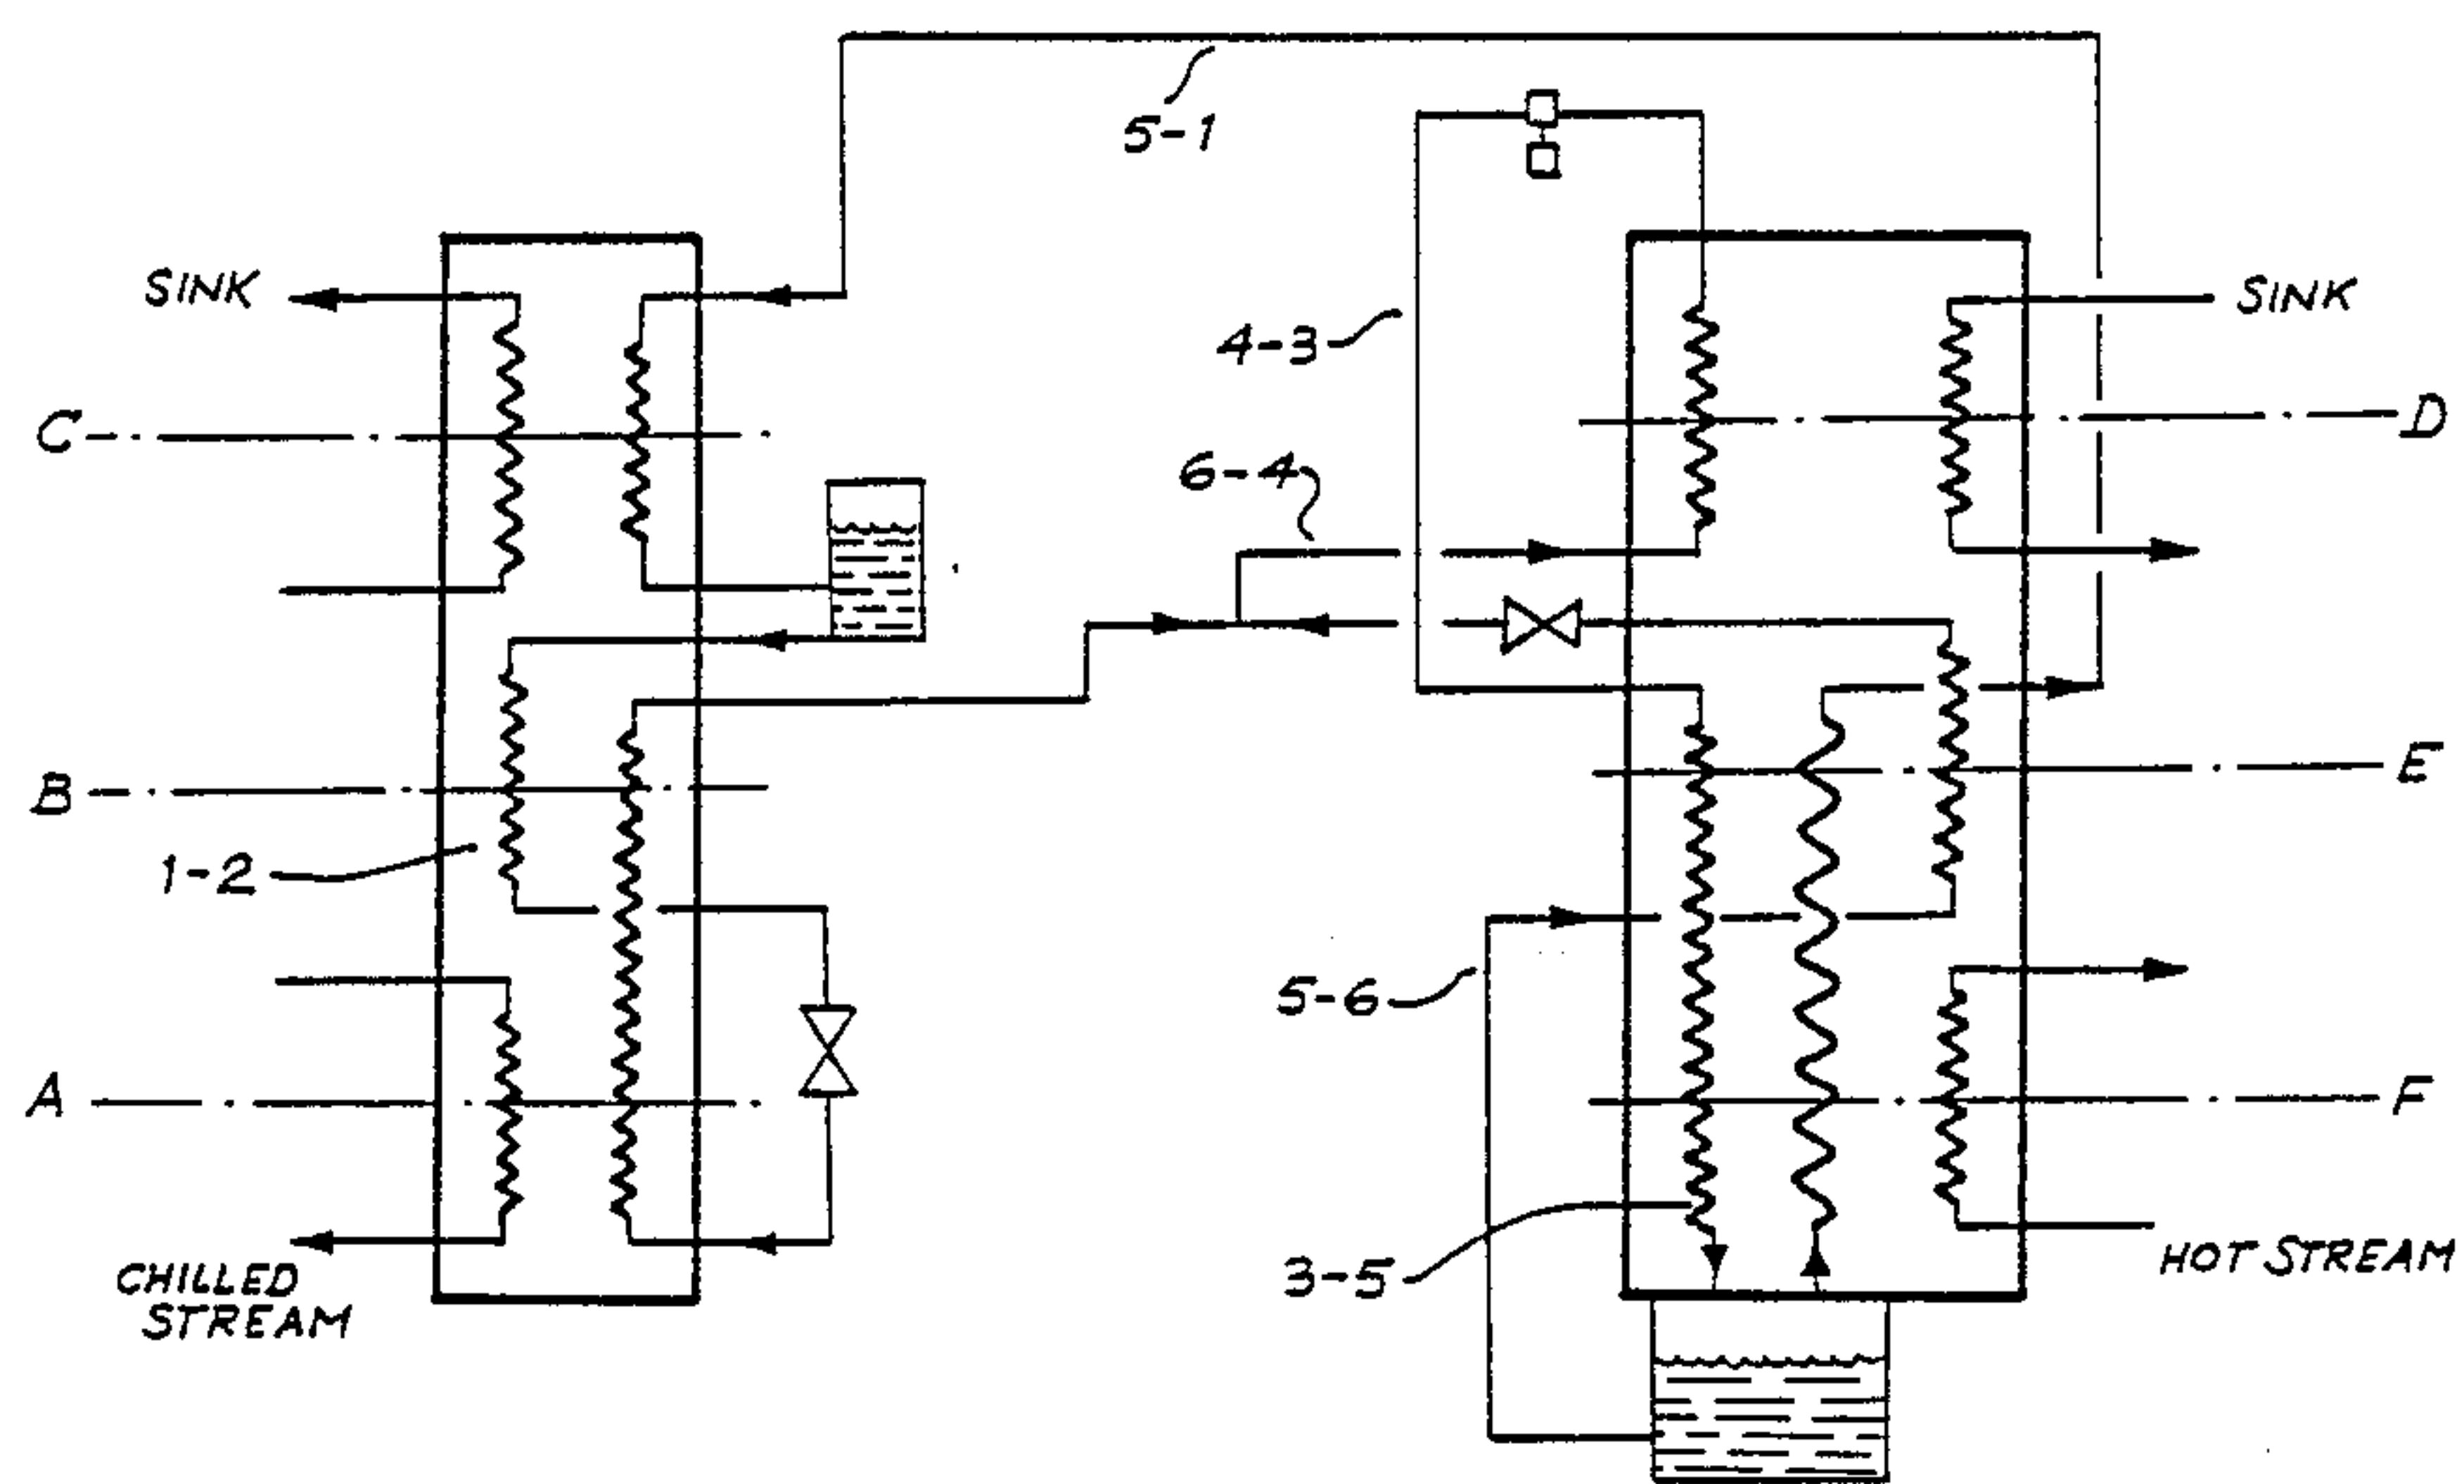 5-1
SINK
SINK
4-3
C
D
6-4
B
E
1-2
5-6
A
F
3-5
CHILLED
STREAM
HOT STREAM